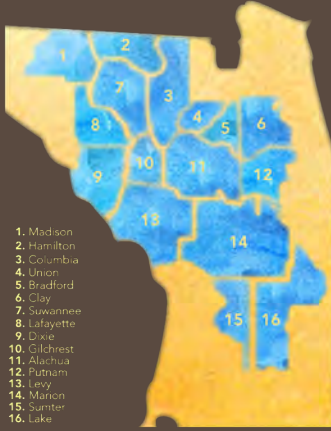 1
2
7
3
4
5
6
8
10
11
12
9
13
14
15
16
1. Madison
2. Hamilton
3. Columbia
4. Union
5. Bradford
6. Clay
7. Suwannee
8. Lafayette
9. Dixie
10. Gilchrest
11. Alachua
12. Putnam
13. Levy
14. Marion
15. Sumter
16. Lake